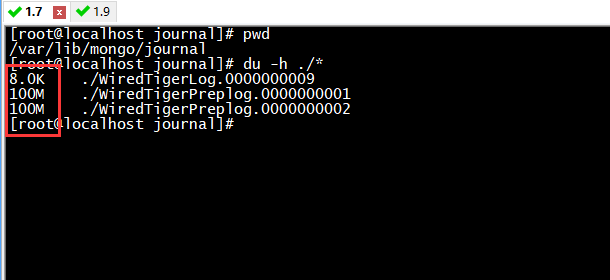 1.7 x 1.9
[root@localhost journal]# pwd
/var/lib/mongo/journal
[root@localhost journal]# du -h ./*
8.0K ./WiredTigerLog.0000000009
100M ./WiredTigerPreplog.0000000001
100M ./WiredTigerPreplog.0000000002
[root@localhost journal]#